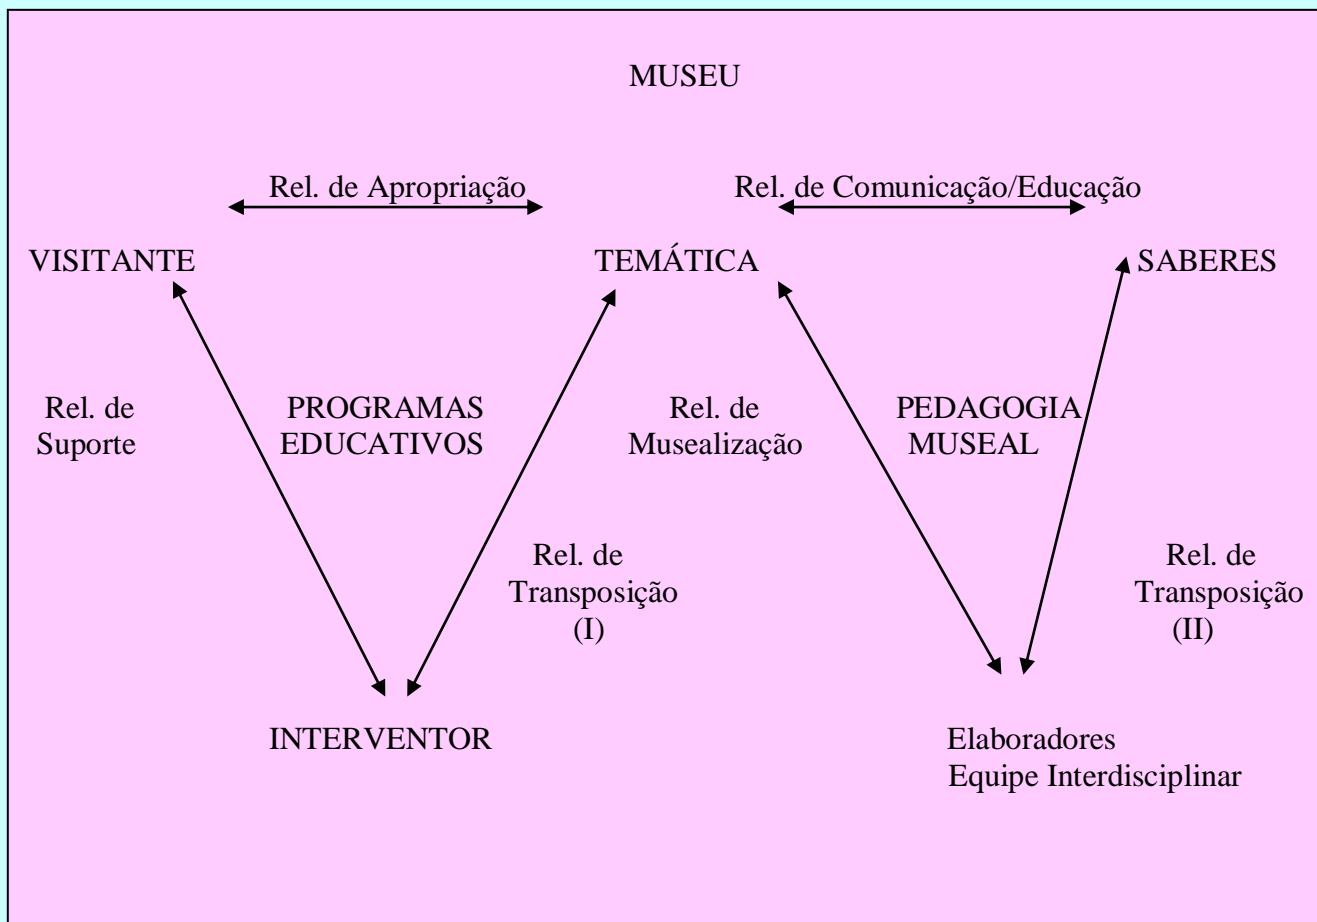 MUSEU
Rel. de Apropriação
Rel. de Comunicação/Educação
VISITANTE
TEMÁTICA
SABERES
Rel. de
Suporte
PROGRAMAS
EDUCATIVOS
Rel. de
Musealização
PEDAGOGIA
MUSEAL
Rel. de
Transposição
(I)
Rel. de
Transposição
(II)
INTERVENTOR
Elaboradores
Equipe Interdisciplinar